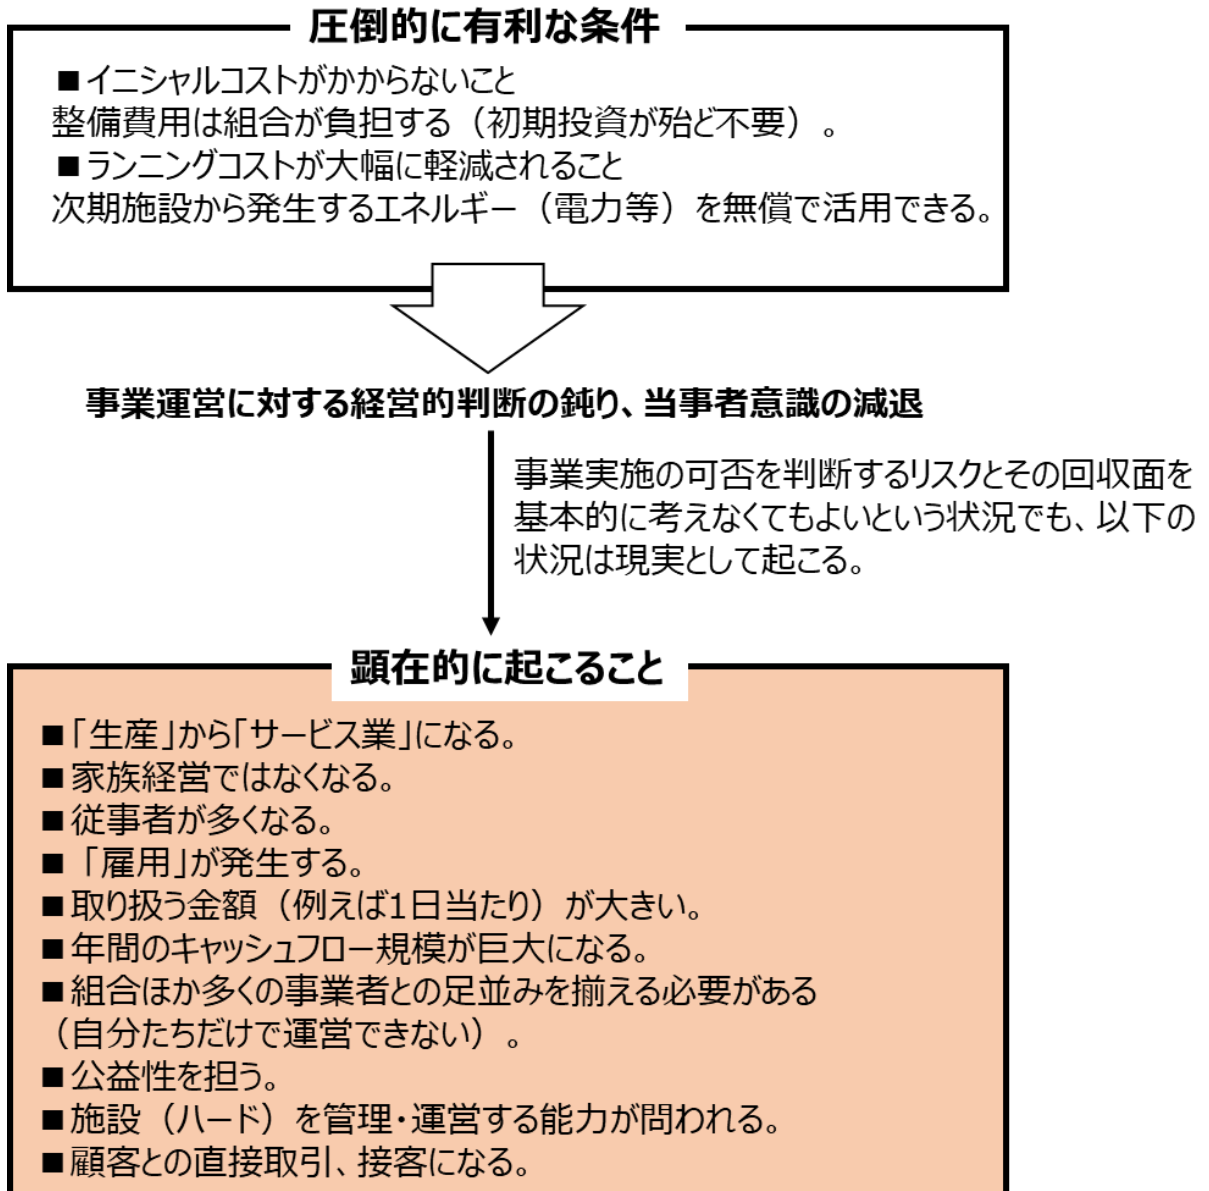 圧倒的に有利な条件
■イニシャルコストがかからないこと
整備費用は組合が負担する（初期投資が殆ど不要）。
■ランニングコストが大幅に軽減されること
次期施設から発生するエネルギー（電力等）を無償で活用できる。
事業運営に対する経営的判断の鈍り、当事者意識の減退
事業実施の可否を判断するリスクとその回収面を
基本的に考えなくてもよいという状況でも、以下の
状況は現実として起こる。
顕在的に起こること
■「生産」から「サービス業」になる。
■家族経営ではなくなる。
■従事者が多くなる。
■「雇用」が発生する。
■取り扱う金額（例えば1日当たり）が大きい。
■年間のキャッシュフロー規模が巨大になる。
■組合ほか多くの事業者との足並みを揃える必要がある
（自分たちだけで運営できない）。
■公益性を担う。
■施設（ハード）を管理・運営する能力が問われる。
■顧客との直接取引、接客になる。